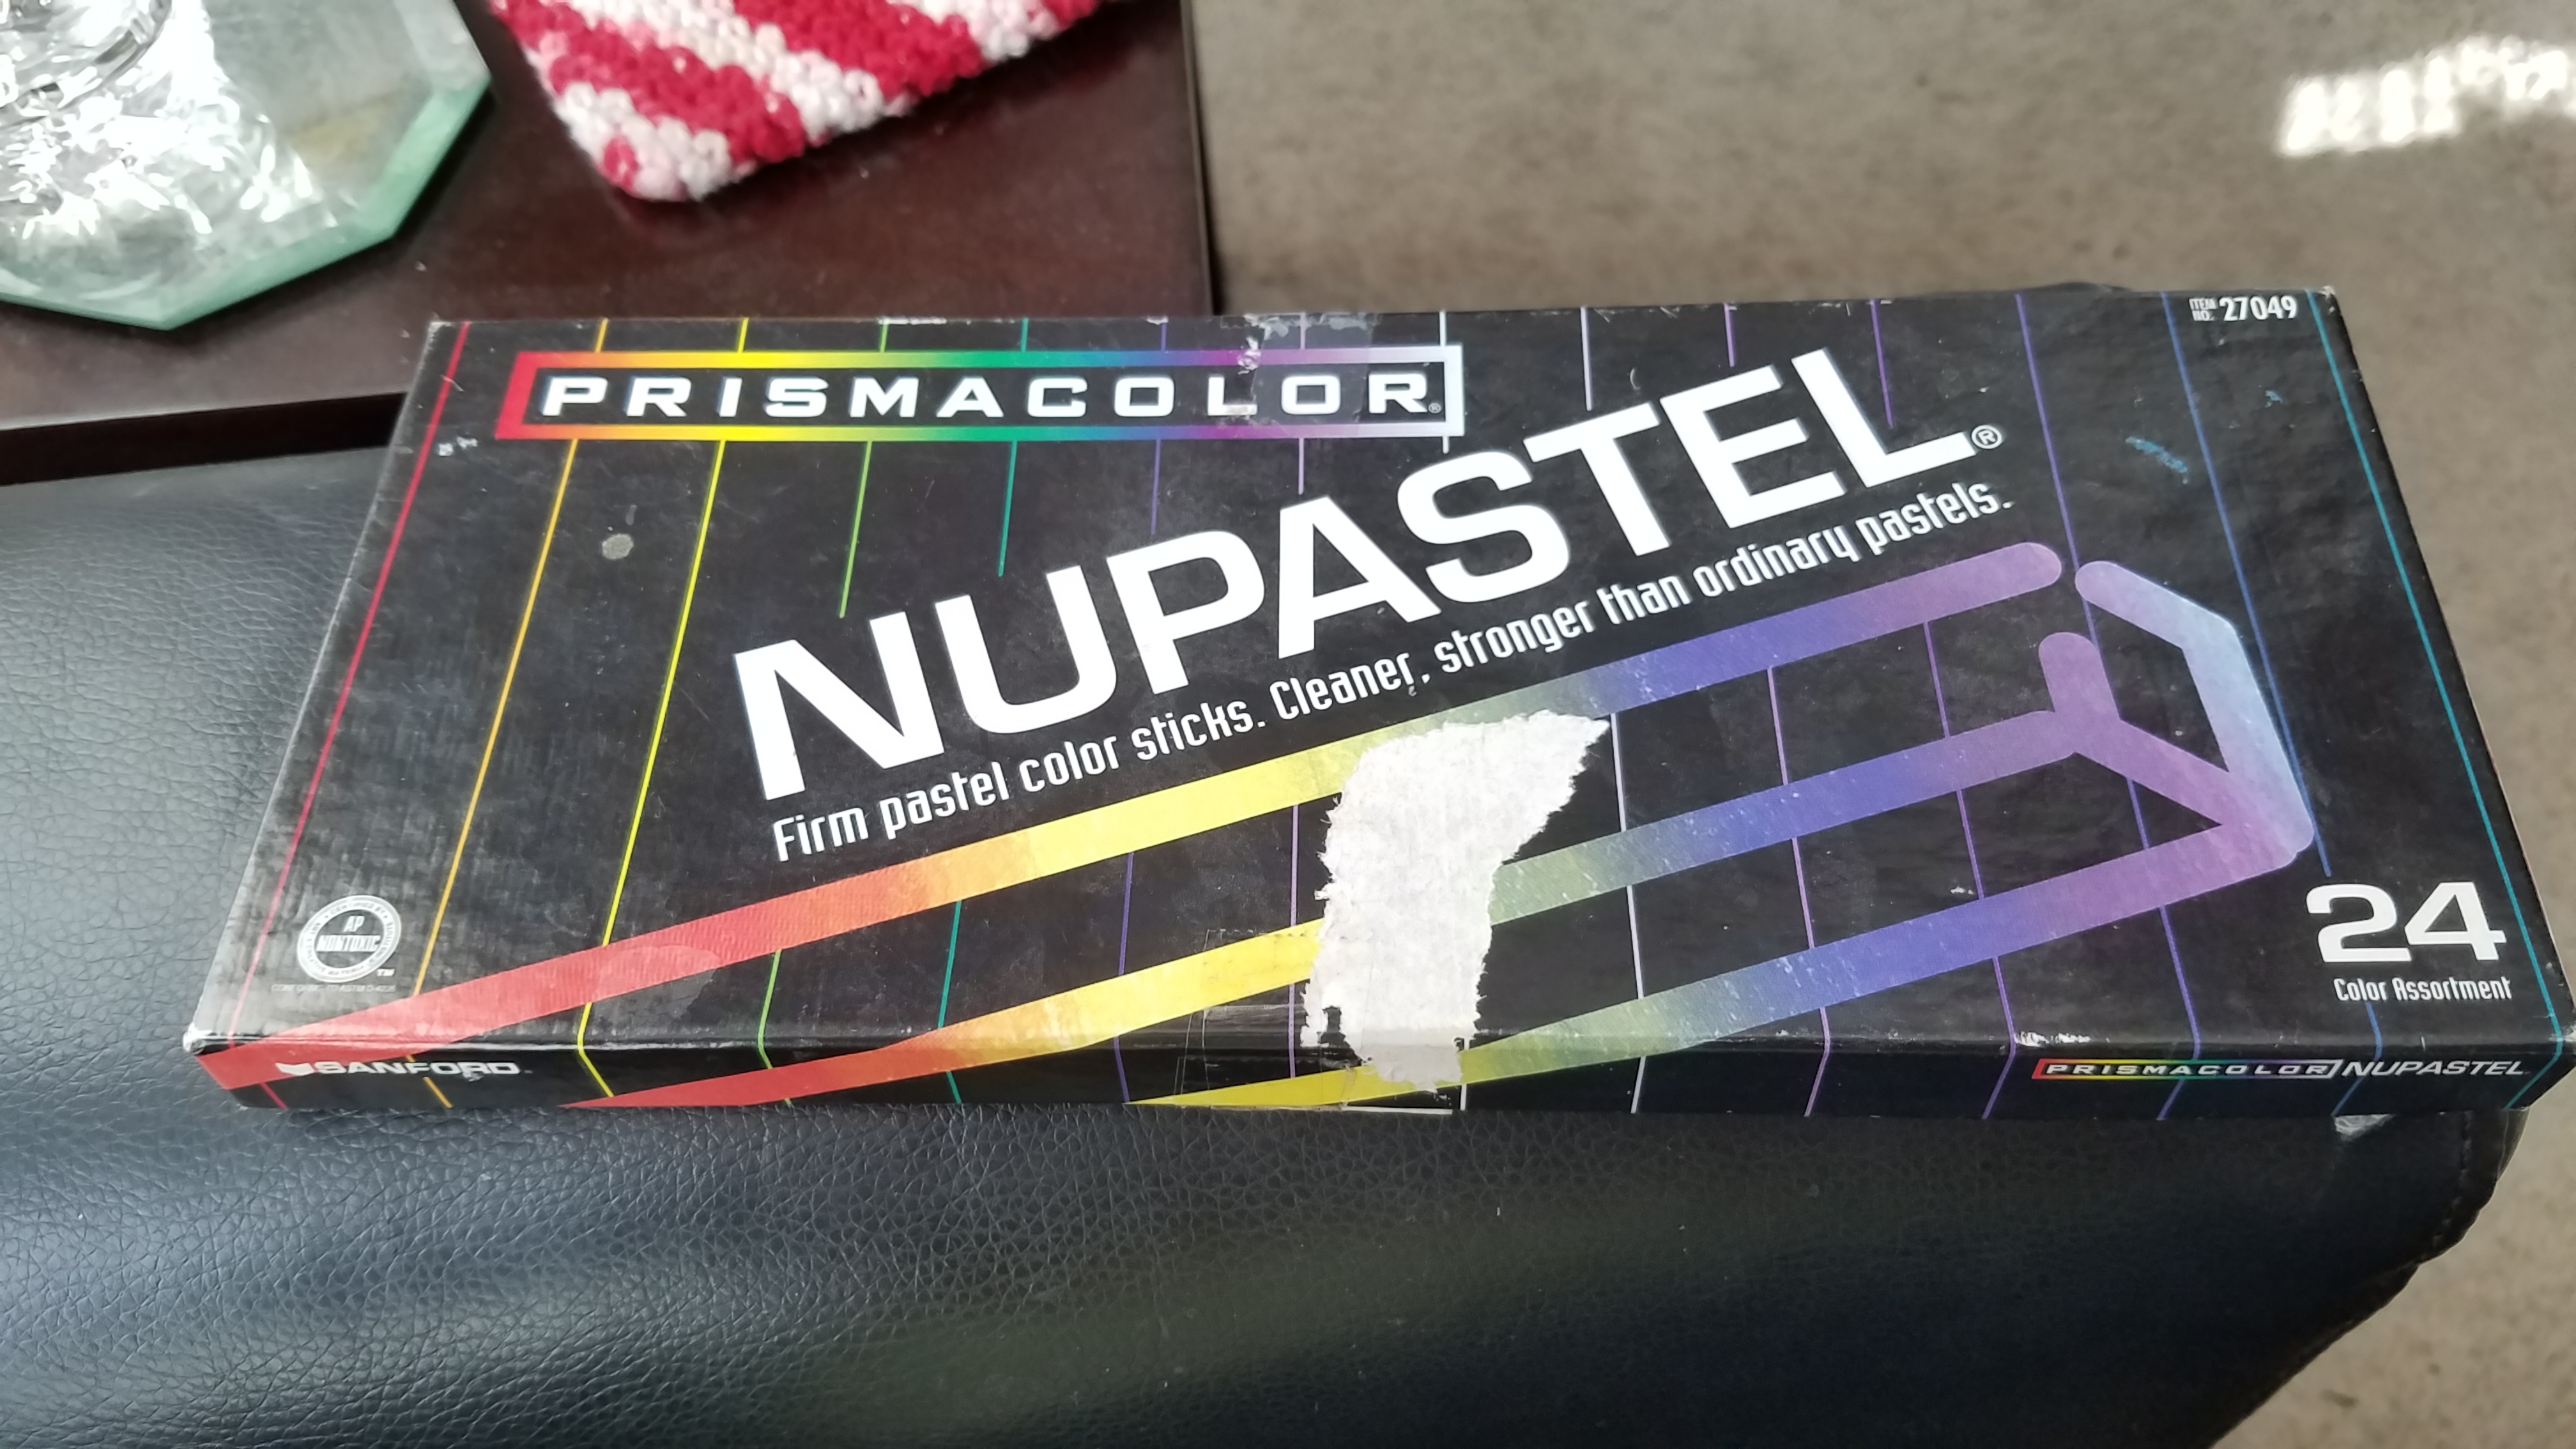 ITEM NO. 27049
PRISMACOLOR®
NUPASTEL®
Firm pastel color sticks. Cleaner, stronger than ordinary pastels.
AP
NONTOXIC
TM
24
Color Assortment
SANFORD
PRISMACOLOR NUPASTEL